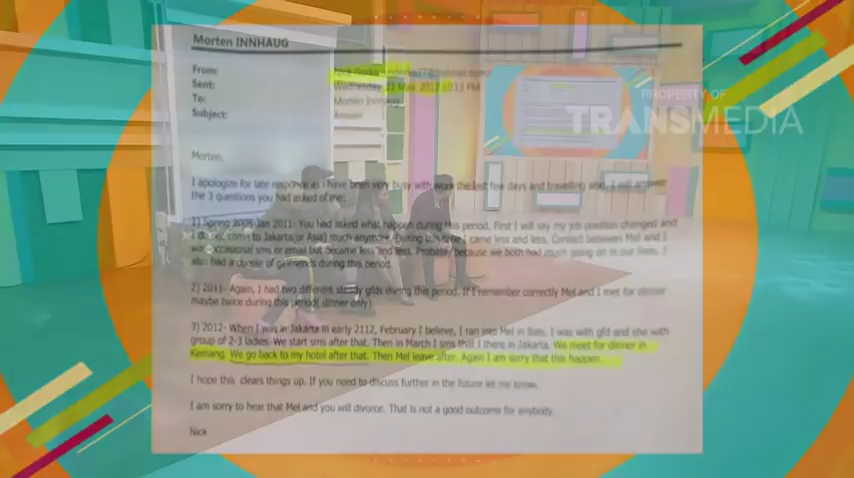 Morten INNHAUG
From:
Sent: Wednesday, 23 May 2012 10:13 PM
To: Morten Innhaug
Subject: Answer
PROPERTY OF
TRANSMEDIA
Morten,
I apologize for late response as i have been very busy with work the last few days and travelling also. I will answer
the 3 questions you had asked of me:
1) Spring 2008-Jan 2011- You had asked what happen during this period. First I will say my job position changed and
I did not come to Jakarta(or Asia) much anymore. During this time I came less and less. Contact between Mel and I
was occasional sms or email but became less and less. Probably because we both had much going on in our lives. I
also had a couple of girlfriends during this period.
2) 2011- Again, I had two different steady gfds during this period. If I remember correctly Mel and I met for dinner
maybe twice during this period( dinner only)
3) 2012- When I was in Jakarta in early 2112, February I believe, I ran into Mel in Bats. I was with gfd and she with
group of 2-3 ladies. We start sms after that. Then in March I sms that I there in Jakarta. We meet for dinner in
Kemang. We go back to my hotel after that. Then Mel leave after. Again I am sorry that this happen.
I hope this clears things up. If you need to discuss further in the future let me know.
I am sorry to hear that Mel and you will divorce. That is not a good outcome for anybody.
Nick